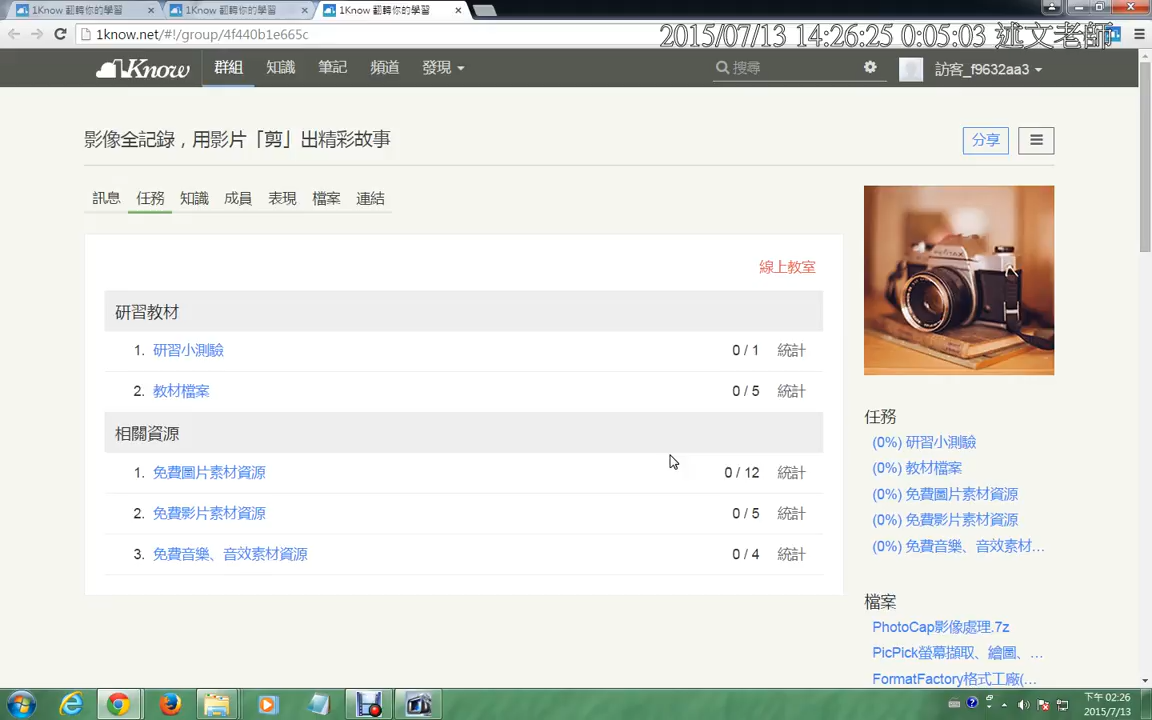 1Know 翻轉你的學習
1Know 翻轉你的學習
1Know 翻轉你的學習
1know.net/#!/group/4f440b1e665c
2015/07/13 14:26:25 0:05:03 述文老師
1Know
群組
知識
筆記
頻道
發現
搜尋
訪客_f9632aa3
影像全記錄，用影片「剪」出精彩故事
分享
訊息
任務
知識
成員
表現
檔案
連結
線上教室
研習教材
1. 研習小測驗 0 / 1 統計
2. 教材檔案 0 / 5 統計
相關資源
1. 免費圖片素材資源 0 / 12 統計
2. 免費影片素材資源 0 / 5 統計
3. 免費音樂、音效素材資源 0 / 4 統計
任務
(0%) 研習小測驗
(0%) 教材檔案
(0%) 免費圖片素材資源
(0%) 免費影片素材資源
(0%) 免費音樂、音效素材…
檔案
PhotoCap影像處理.7z
PicPick螢幕擷取、繪圖、…
FormatFactory格式工廠(…
下午 02:26
2015/7/13